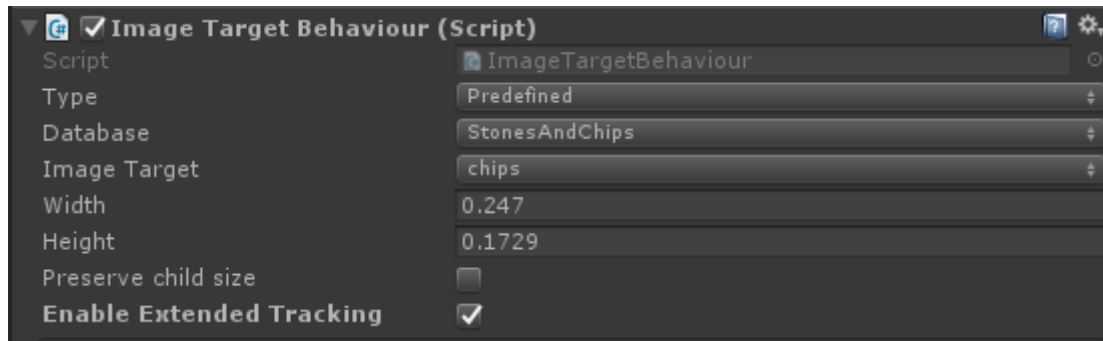 Image Target Behaviour (Script)
Script ImageTargetBehaviour
Type Predefined
Database StonesAndChips
Image Target chips
Width 0.247
Height 0.1729
Preserve child size
Enable Extended Tracking